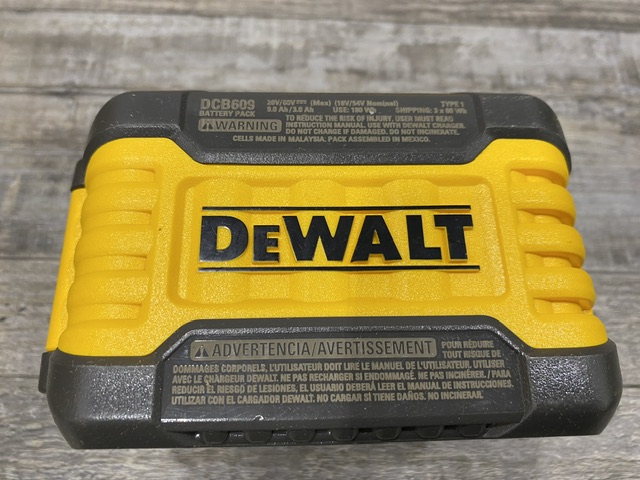 DCB609 20V/60V⎓ (Max) (18V/54V Nominal) TYPE 1
BATTERY PACK 9.0 Ah/3.0 Ah USE: 180 Wh SHIPPING: 3 x 60 Wh
⚠WARNING TO REDUCE THE RISK OF INJURY, USER MUST READ
INSTRUCTION MANUAL. USE WITH DEWALT CHARGER.
DO NOT CHARGE IF DAMAGED. DO NOT INCINERATE.
CELLS MADE IN MALAYSIA. PACK ASSEMBLED IN MEXICO.
DEWALT
⚠ADVERTENCIA/AVERTISSEMENT POUR RÉDUIRE
TOUT RISQUE DE
DOMMAGES CORPORELS, L'UTILISATEUR DOIT LIRE LE MANUEL DE L'UTILISATEUR. UTILISER
AVEC LE CHARGEUR DEWALT. NE PAS RECHARGER SI ENDOMMAGÉ. NE PAS INCINÉRER. / PARA
REDUCIR EL RIESGO DE LESIONES, EL USUARIO DEBERÁ LEER EL MANUAL DE INSTRUCCIONES.
UTILIZAR CON EL CARGADOR DEWALT. NO CARGAR SI TIENE DAÑOS. NO INCINERAR.